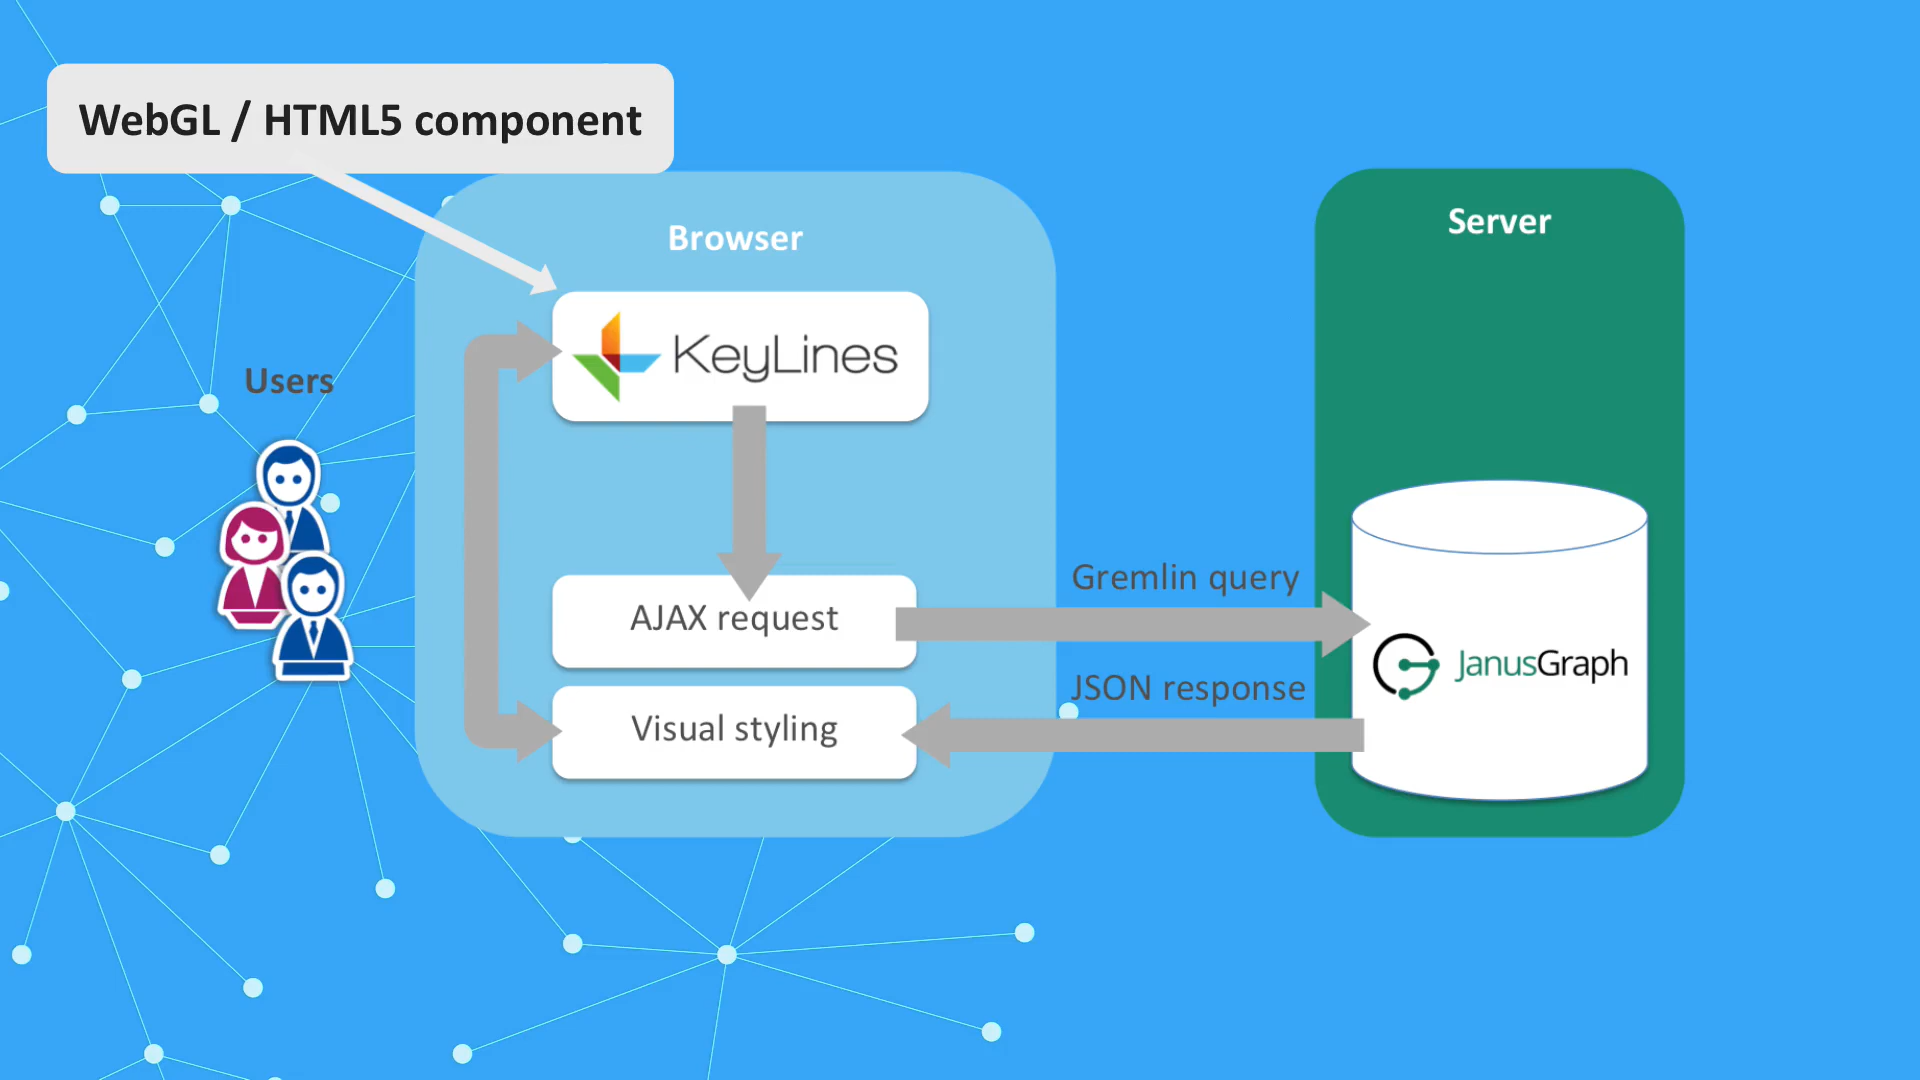 WebGL / HTML5 component
Browser
Server
KeyLines
Users
AJAX request
Gremlin query
JanusGraph
JSON response
Visual styling